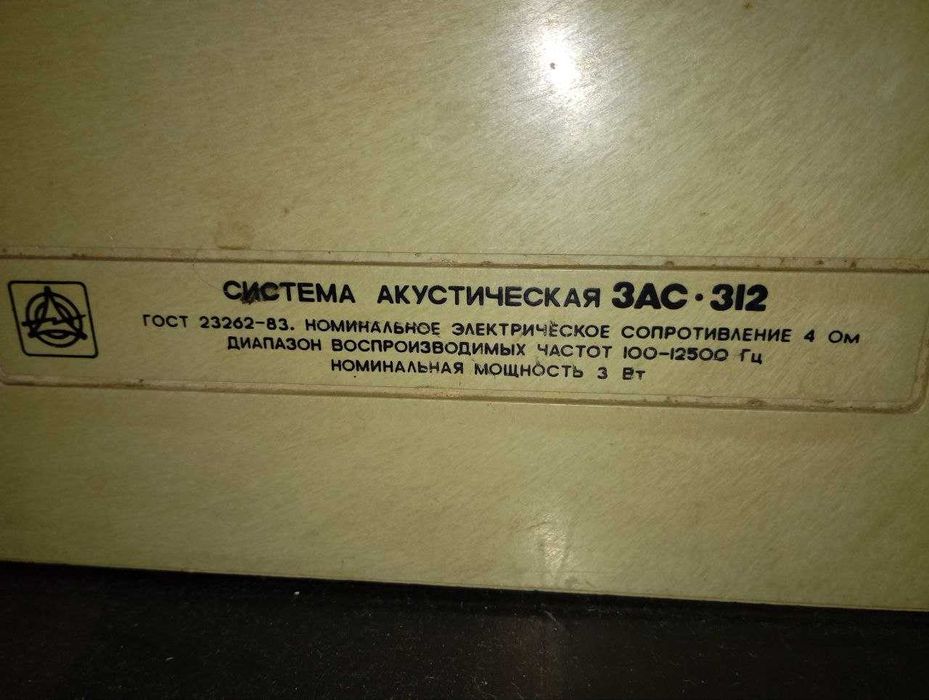 СИСТЕМА АКУСТИЧЕСКАЯ 3АС·312
ГОСТ 23262-83. НОМИНАЛЬНОЕ ЭЛЕКТРИЧЕСКОЕ СОПРОТИВЛЕНИЕ 4 Ом
ДИАПАЗОН ВОСПРОИЗВОДИМЫХ ЧАСТОТ 100-12500 Гц
НОМИНАЛЬНАЯ МОЩНОСТЬ 3 Вт